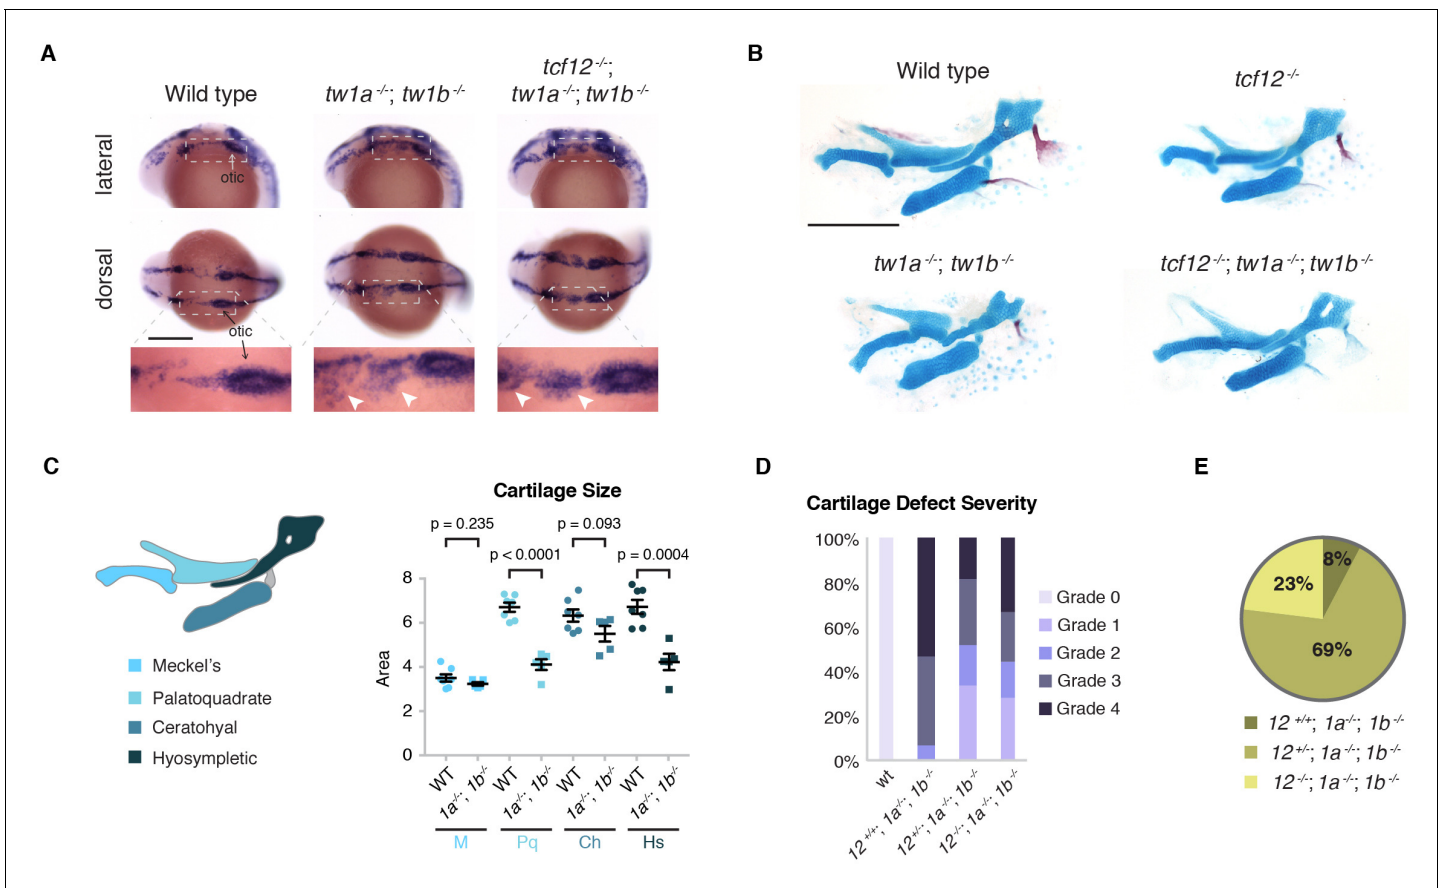 A
Wild type
tw1a -/-; tw1b -/-
tcf12 -/-;
tw1a -/-; tw1b -/-
lateral
otic
dorsal
otic
B
Wild type
tcf12 -/-
tw1a -/-; tw1b -/-
tcf12 -/-; tw1a -/-; tw1b -/-
C
Meckel's
Palatoquadrate
Ceratohyal
Hyosympletic
Cartilage Size
p = 0.235
p = 0.093
p < 0.0001
p = 0.0004
Area
8
6
4
2
0
WT
1a -/-; 1b -/-
WT
1a -/-; 1b -/-
WT
1a -/-; 1b -/-
WT
1a -/-; 1b -/-
M
Pq
Ch
Hs
D
Cartilage Defect Severity
100%
80%
60%
40%
20%
0%
wt
12 +/+; 1a -/-; 1b -/-
12 +/-; 1a -/-; 1b -/-
12 -/-; 1a -/-; 1b -/-
Grade 0
Grade 1
Grade 2
Grade 3
Grade 4
E
8%
23%
69%
12 +/+; 1a -/-; 1b -/-
12 +/-; 1a -/-; 1b -/-
12 -/-; 1a -/-; 1b -/-